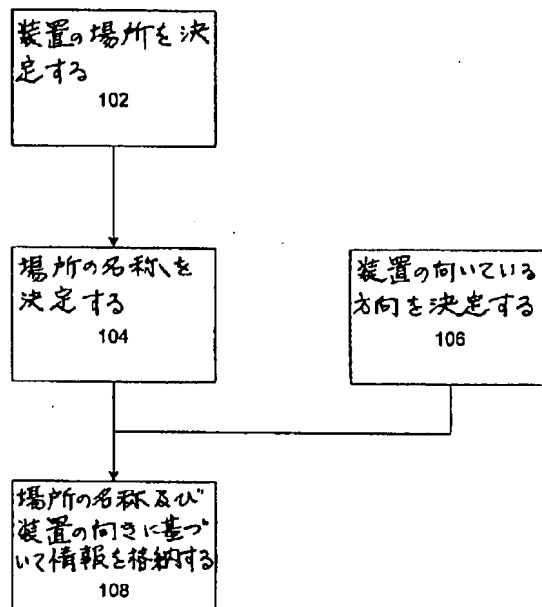 装置の場所を決
定する
102
場所の名称を
決定する
104
装置の向いている
方向を決定する
106
場所の名称及び
装置の向きに基づ
いて情報を格納する
108